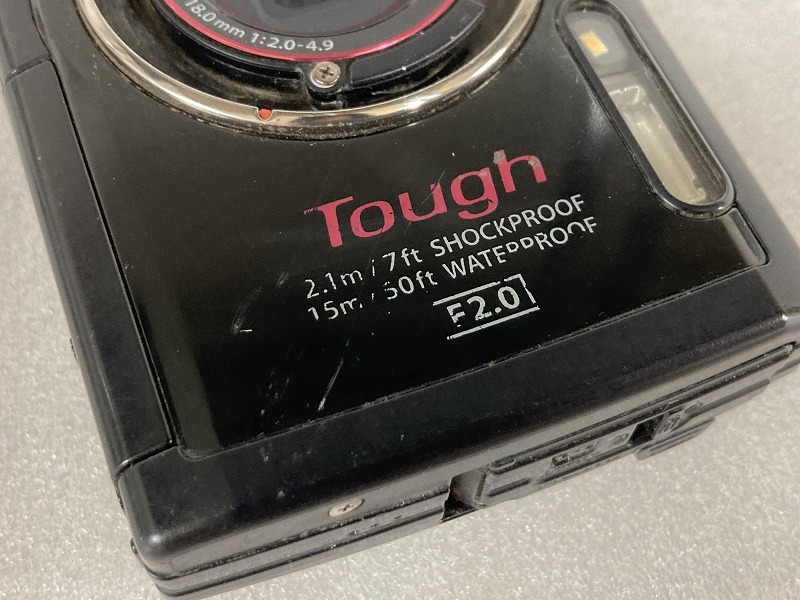 18.0mm 1:2.0-4.9
Tough
2.1m / 7ft SHOCKPROOF
15m / 50ft WATERPROOF
F2.0